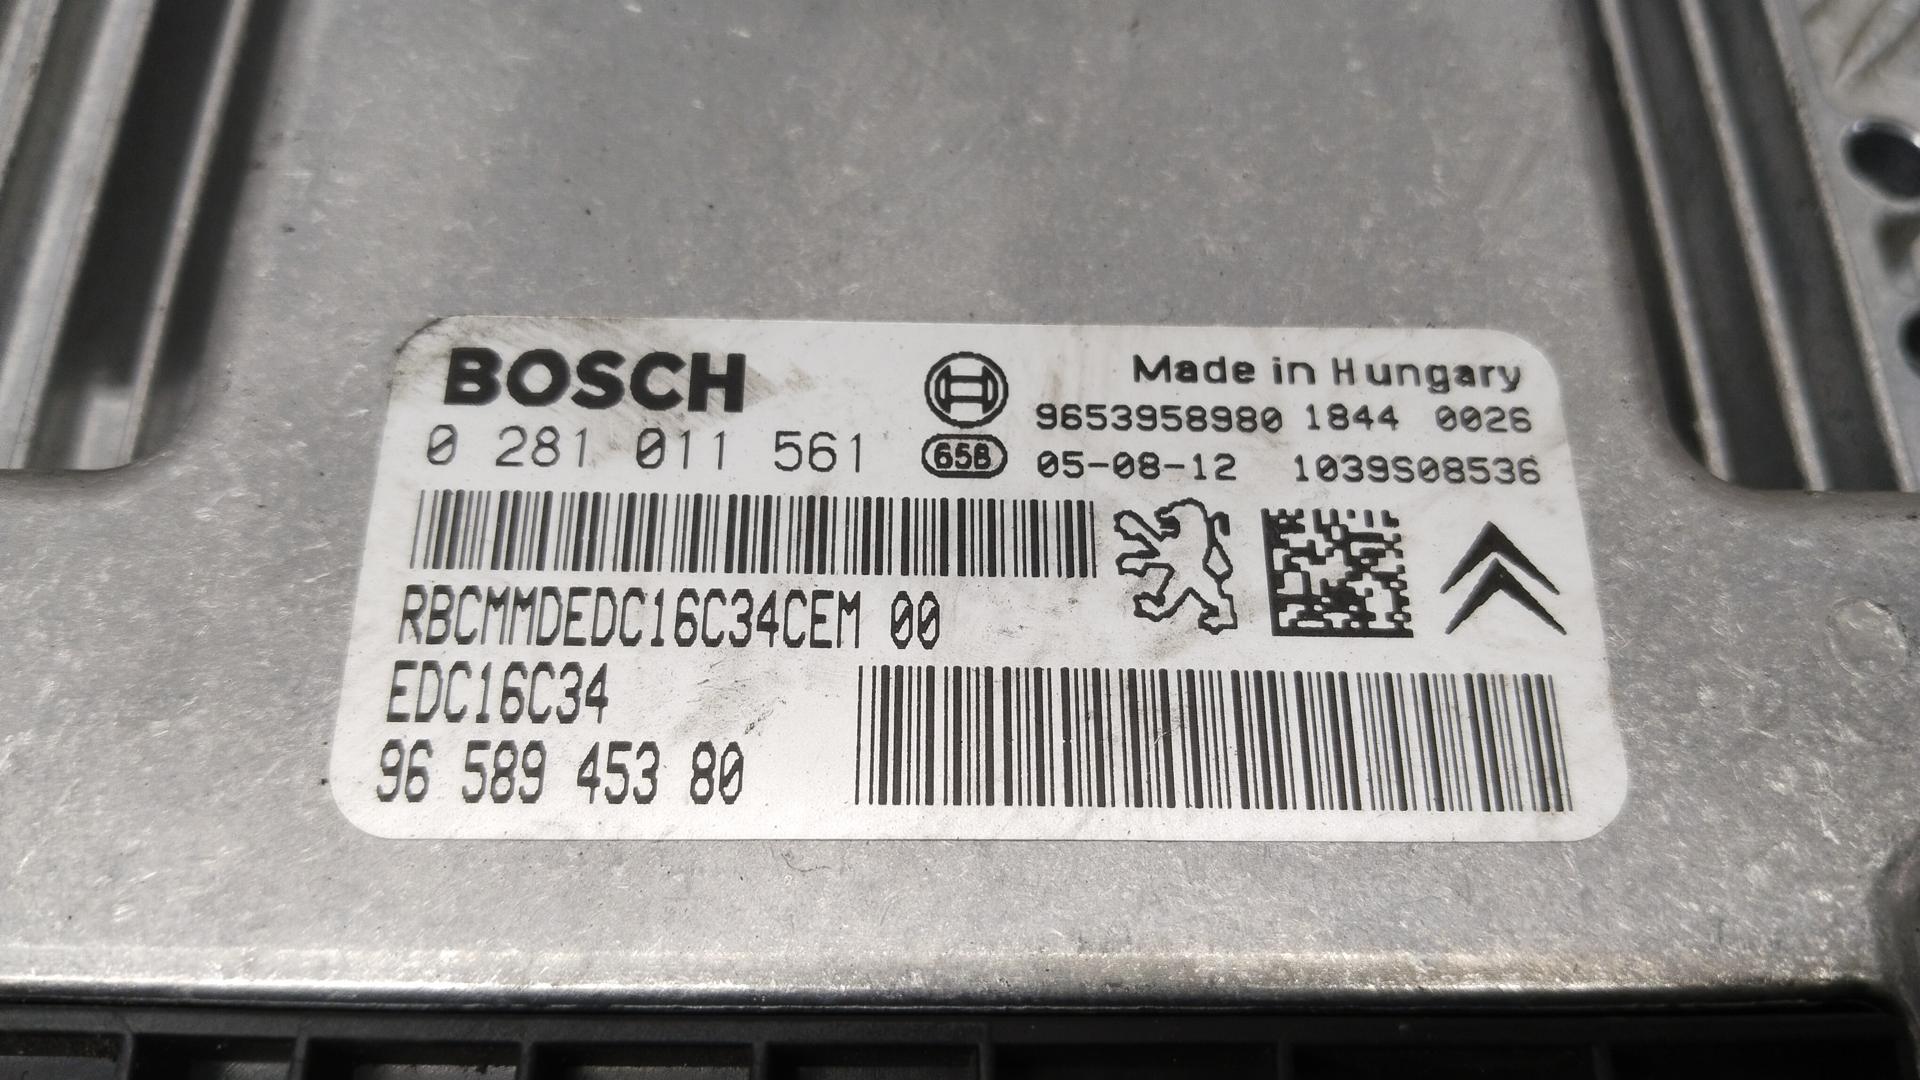 BOSCH
Made in Hungary
9653958980 1844 0026
0 281 011 561
65B
05-08-12 1039S08536
RBCMMDEDC16C34CEM 00
EDC16C34
96 589 453 80